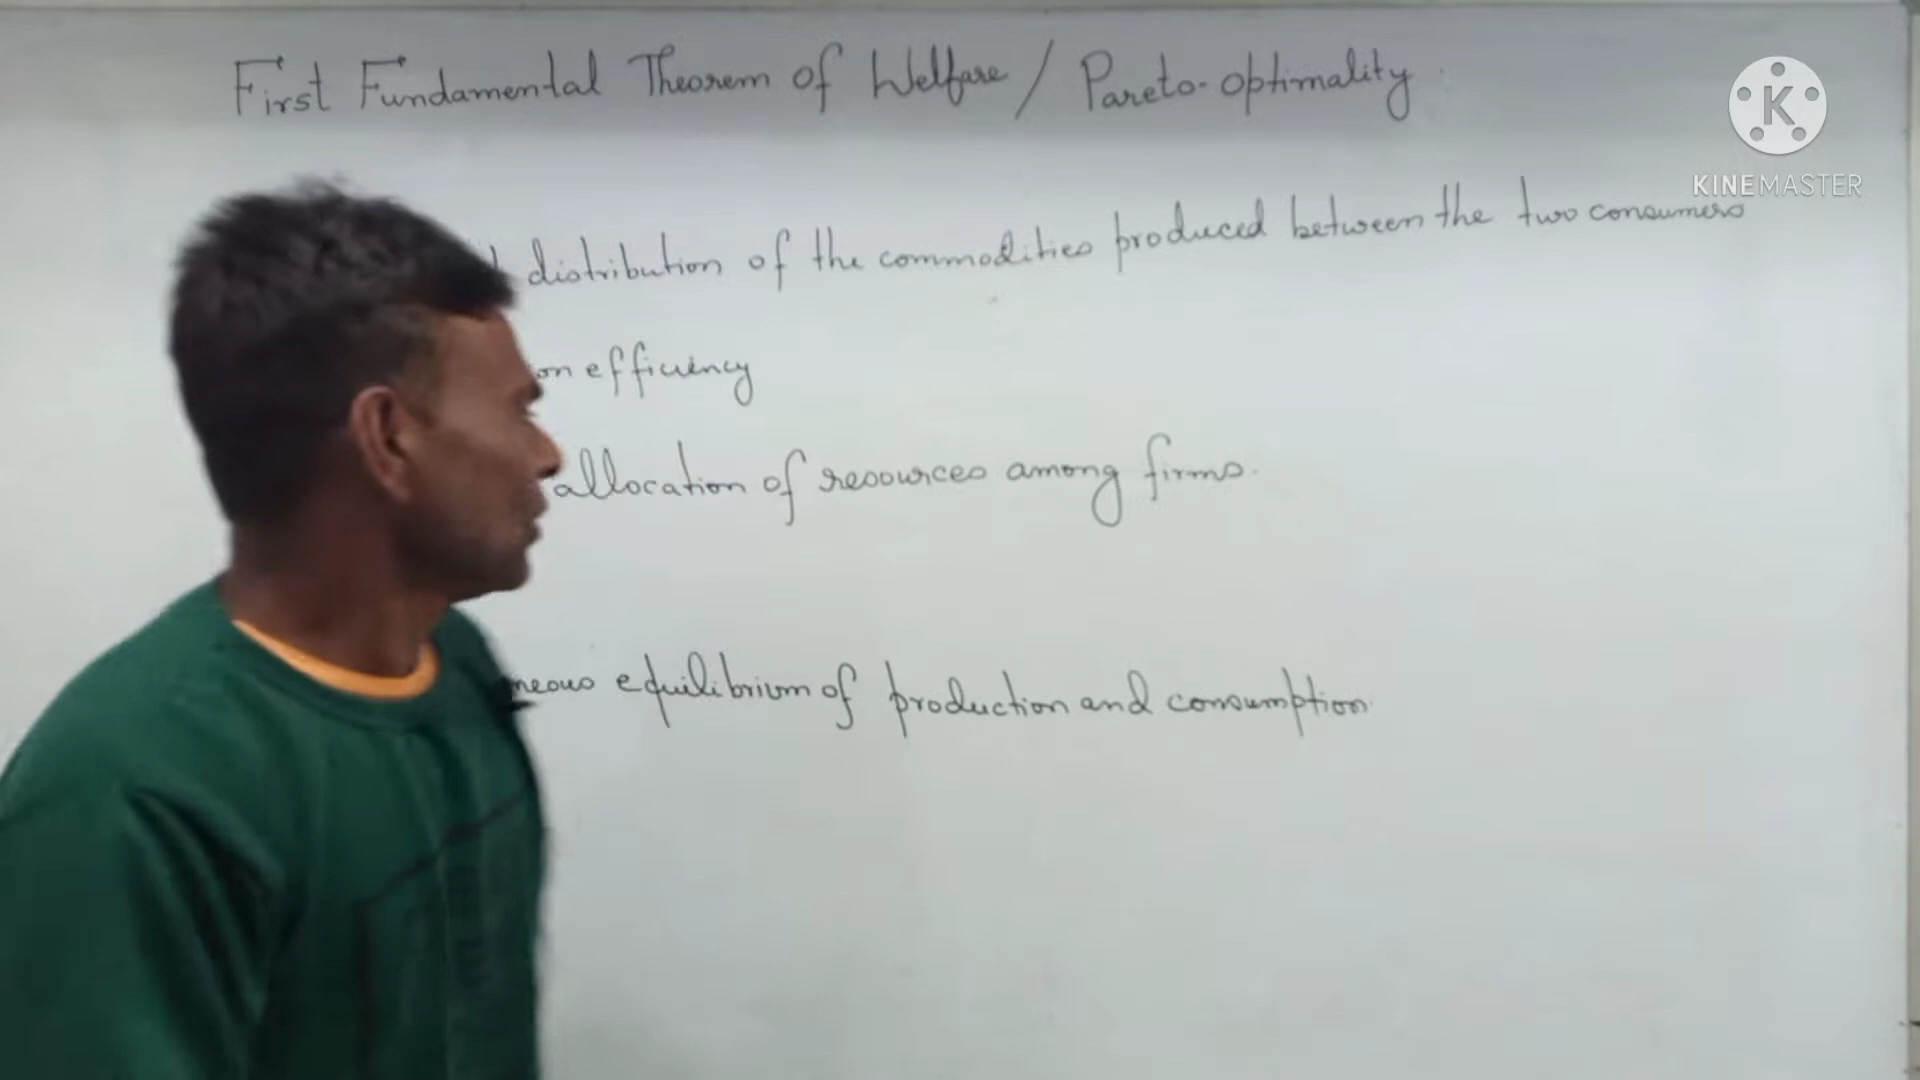 First Fundamental Theorem of Welfare / Pareto-optimality
K
KINEMASTER
distribution of the commodities produced between the two consumers
efficiency
allocation of resources among firms.
equilibrium of production and consumption